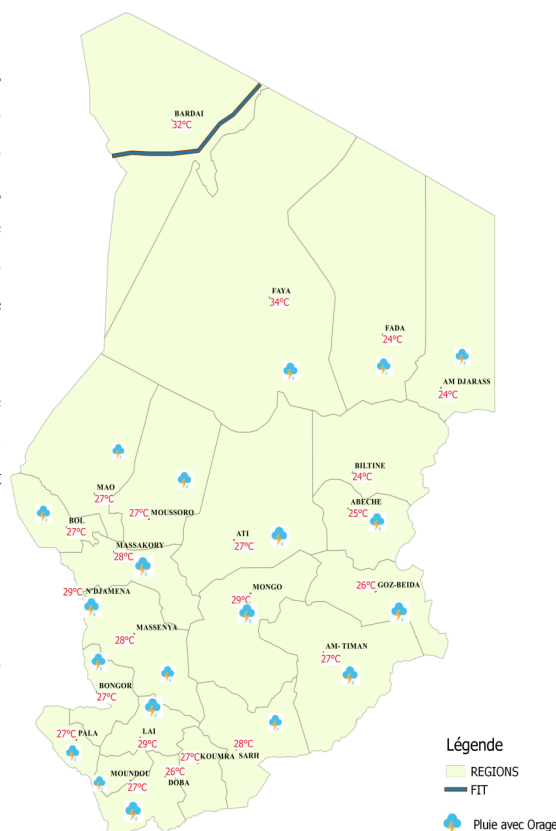 BARDAI
32°C
FAYA
34°C
FADA
24°C
AM DJARASS
24°C
BILTINE
24°C
MAO
27°C
ABECHE
25°C
27°C MOUSSORO
BOL
27°C
ATI
27°C
MASSAKORY
28°C
26°C GOZ-BEIDA
29°C N'DJAMENA
MONGO
29°C
MASSENYA
28°C
AM- TIMAN
27°C
BONGOR
27°C
27°C PALA
LAI
29°C
28°C
SARH
27°C KOUMRA
MOUNDOU
27°C
26°C
DOBA
Légende
REGIONS
FIT
Pluie avec Orage